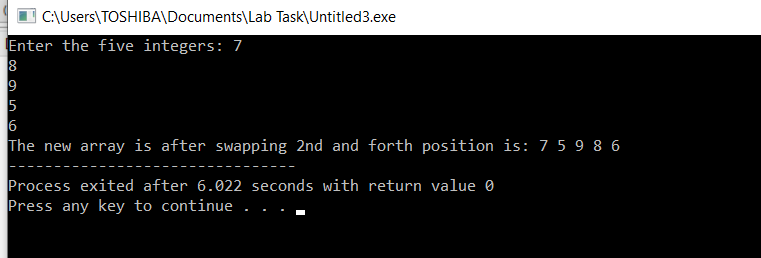 C:\Users\TOSHIBA\Documents\Lab Task\Untitled3.exe
Enter the five integers: 7
8
9
5
6
The new array is after swapping 2nd and forth position is: 7 5 9 8 6
--------------------------------
Process exited after 6.022 seconds with return value 0
Press any key to continue . . .